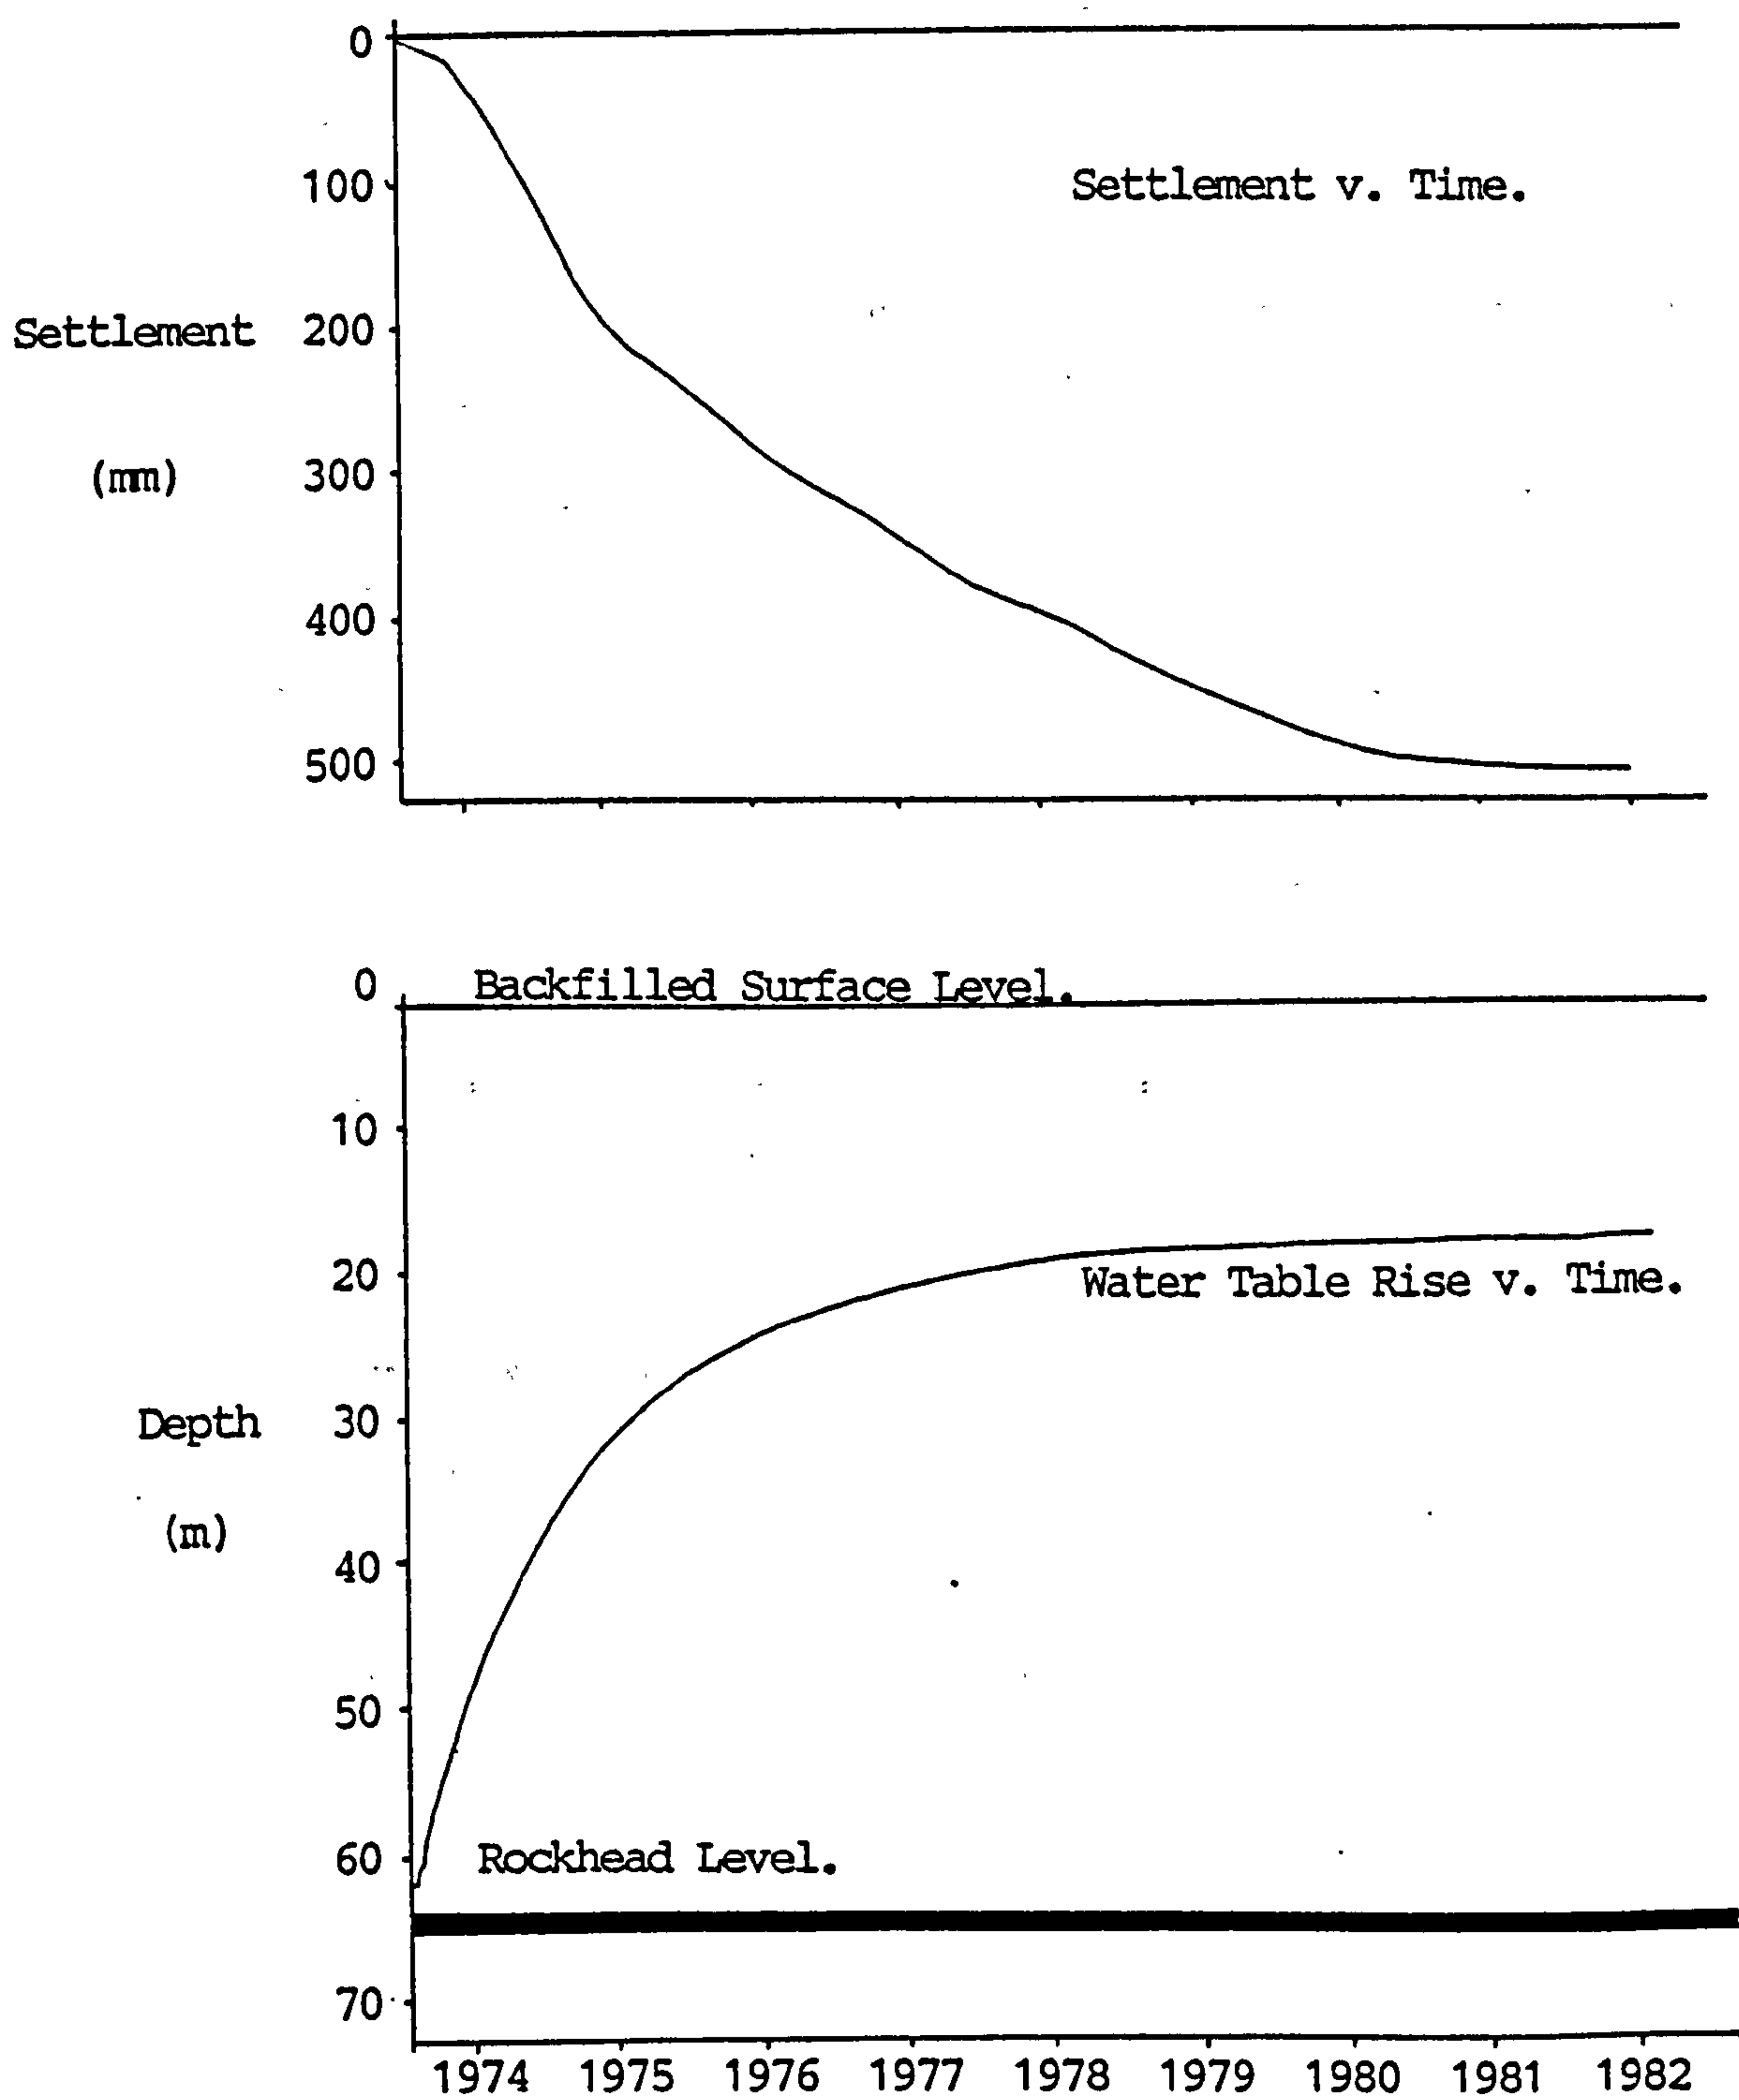 0
100
Settlement v. Time.
Settlement 200
(mm) 300
400
500
0 Backfilled Surface Level.
10
20 Water Table Rise v. Time.
Depth 30
(m)
40
50
60 Rockhead Level.
70
1974 1975 1976 1977 1978 1979 1980 1981 1982